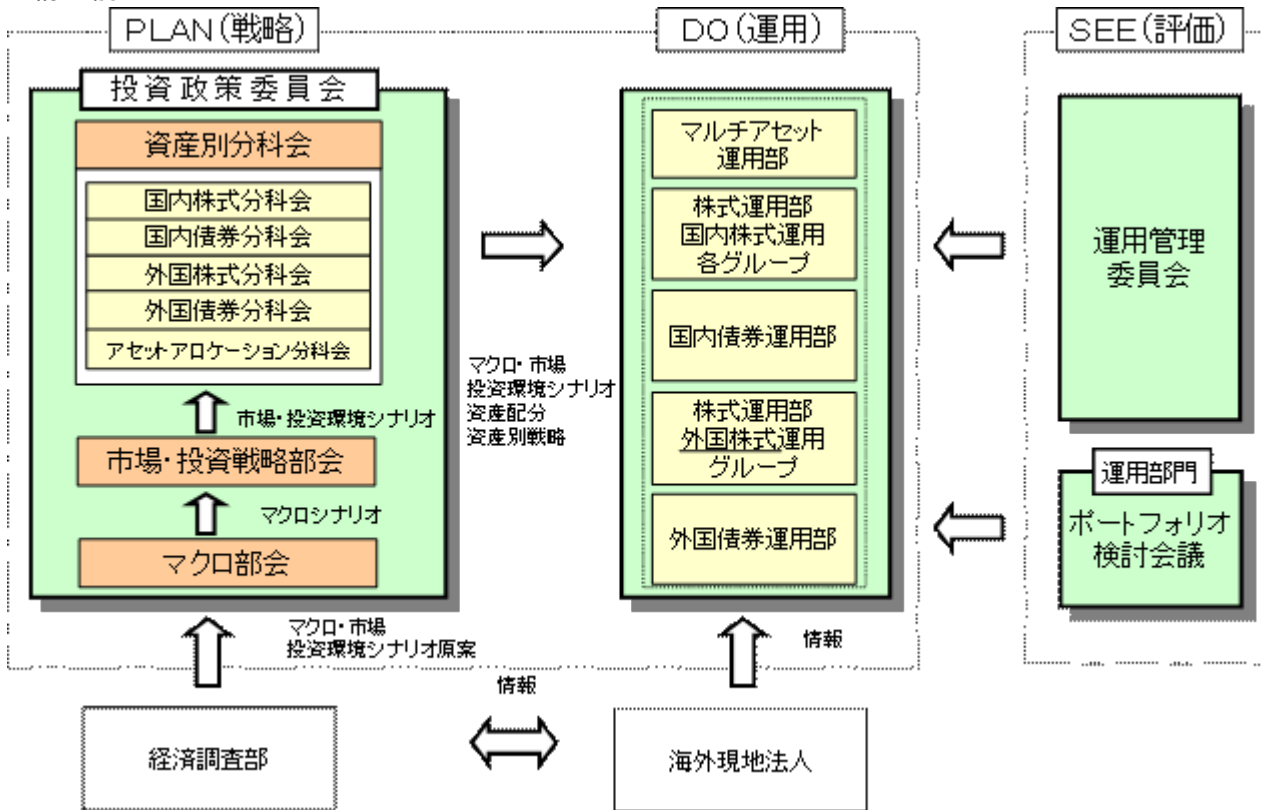 PLAN(戦略)
投資政策委員会
資産別分科会
国内株式分科会
国内債券分科会
外国株式分科会
外国債券分科会
アセットアロケーション分科会
市場・投資環境シナリオ
市場・投資戦略部会
マクロシナリオ
マクロ部会
マクロ・市場
投資環境シナリオ原案
経済調査部
マクロ・市場
投資環境シナリオ
資産配分
資産別戦略
DO(運用)
マルチアセット
運用部
株式運用部
国内株式運用
各グループ
国内債券運用部
株式運用部
外国株式運用
グループ
外国債券運用部
情報
情報
海外現地法人
SEE(評価)
運用管理
委員会
運用部門
ポートフォリオ
検討会議